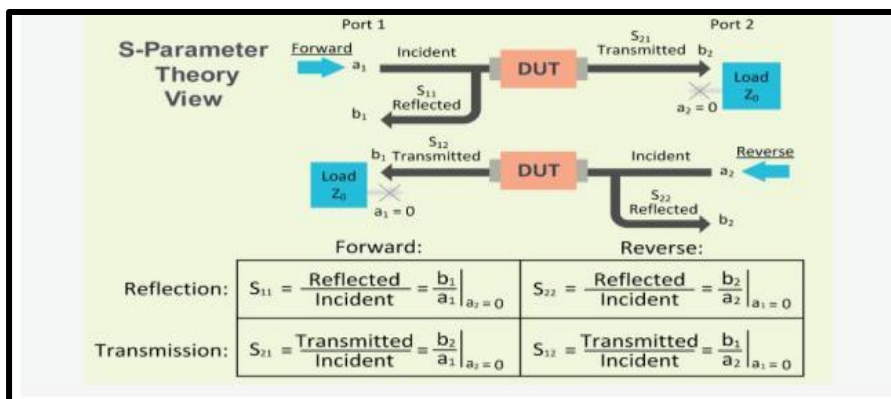 Port 1
Port 2
S-Parameter
Theory
View
Forward
a₁
Incident
S₁₁
Reflected
b₁
DUT
S₂₁
Transmitted
b₂
Load
Z₀
a₂ = 0
S₁₂
b₁ Transmitted
Load
Z₀
a₁ = 0
DUT
Incident
a₂
Reverse
S₂₂
Reflected
b₂
Forward:
Reverse:
Reflection:
S₁₁ = Reflected/Incident = b₁/a₁ |a₂ = 0
S₂₂ = Reflected/Incident = b₂/a₂ |a₁ = 0
Transmission:
S₂₁ = Transmitted/Incident = b₂/a₁ |a₂ = 0
S₁₂ = Transmitted/Incident = b₁/a₂ |a₁ = 0